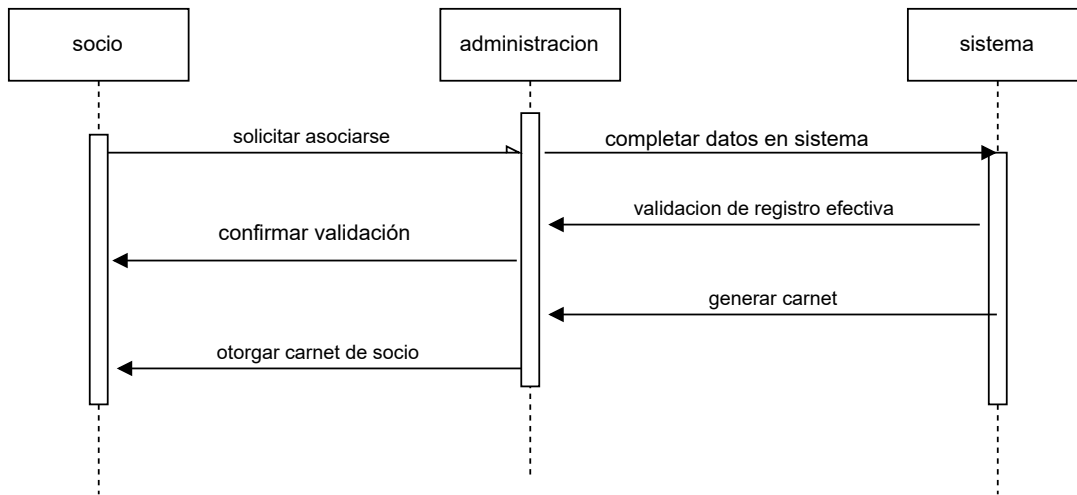 socio
administracion
sistema
solicitar asociarse
completar datos en sistema
validacion de registro efectiva
confirmar validación
generar carnet
otorgar carnet de socio